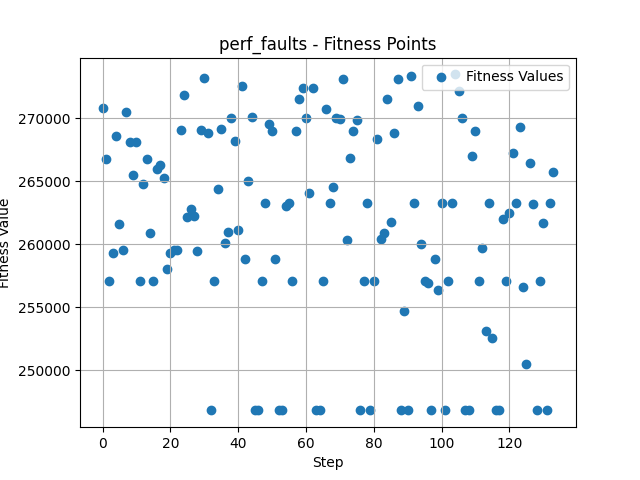 perf_faults - Fitness Points
Fitness Values
Fitness Value
270000
265000
260000
255000
250000
0 20 40 60 80 100 120
Step